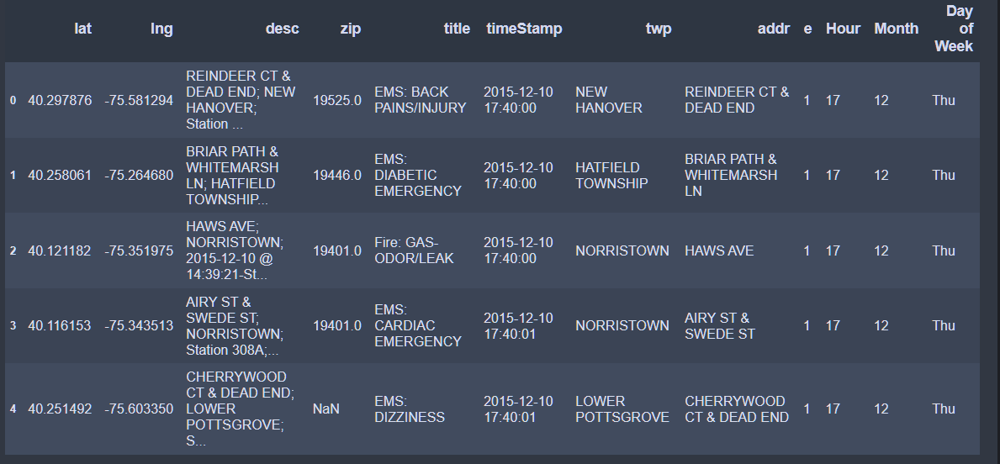 lat lng desc zip title timeStamp twp addr e Hour Month Day of Week
0 40.297876 -75.581294 REINDEER CT & DEAD END; NEW HANOVER; Station ... 19525.0 EMS: BACK PAINS/INJURY 2015-12-10 17:40:00 NEW HANOVER REINDEER CT & DEAD END 1 17 12 Thu
1 40.258061 -75.264680 BRIAR PATH & WHITEMARSH LN; HATFIELD TOWNSHIP... 19446.0 EMS: DIABETIC EMERGENCY 2015-12-10 17:40:00 HATFIELD TOWNSHIP BRIAR PATH & WHITEMARSH LN 1 17 12 Thu
2 40.121182 -75.351975 HAWS AVE; NORRISTOWN; 2015-12-10 @ 14:39:21-St... 19401.0 Fire: GAS-ODOR/LEAK 2015-12-10 17:40:00 NORRISTOWN HAWS AVE 1 17 12 Thu
3 40.116153 -75.343513 AIRY ST & SWEDE ST; NORRISTOWN; Station 308A;... 19401.0 EMS: CARDIAC EMERGENCY 2015-12-10 17:40:01 NORRISTOWN AIRY ST & SWEDE ST 1 17 12 Thu
4 40.251492 -75.603350 CHERRYWOOD CT & DEAD END; LOWER POTTSGROVE; S... NaN EMS: DIZZINESS 2015-12-10 17:40:01 LOWER POTTSGROVE CHERRYWOOD CT & DEAD END 1 17 12 Thu